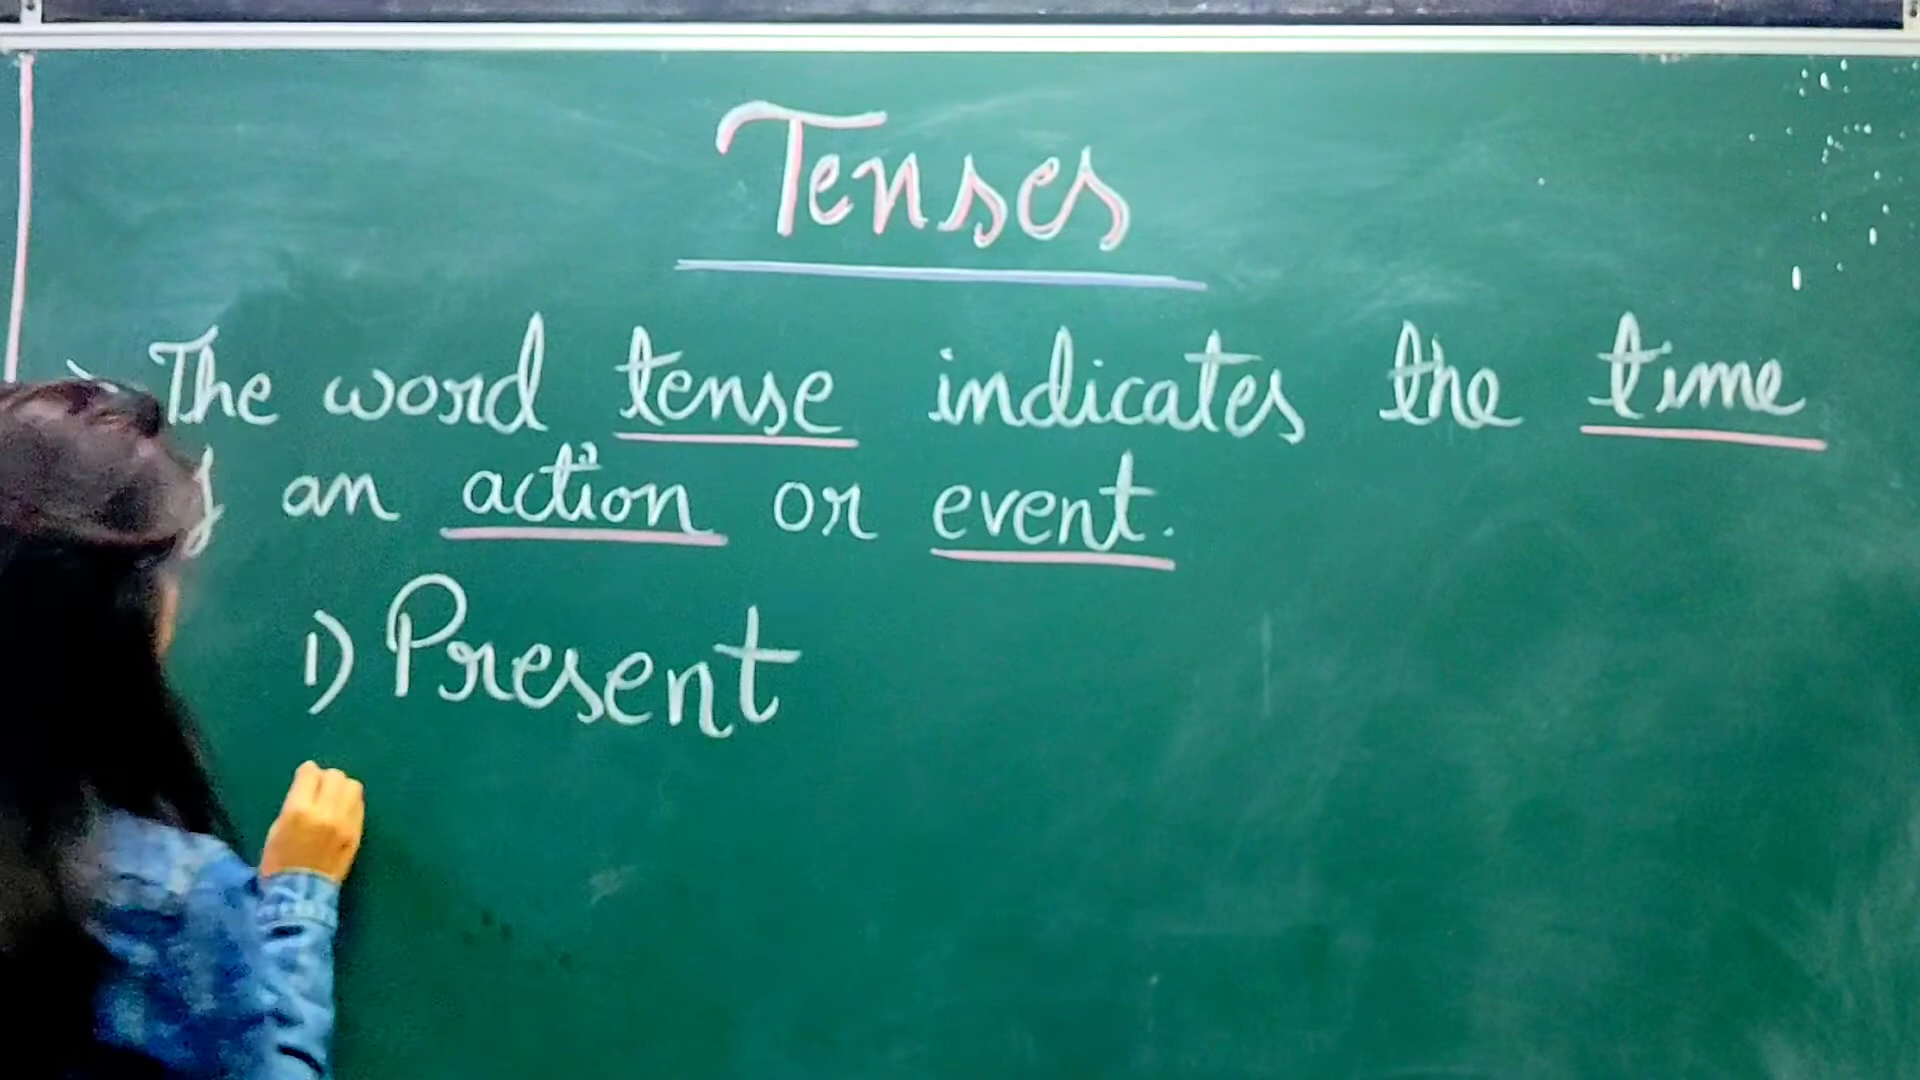 Tenses
The word tense indicates the time
an action or event.
1) Present